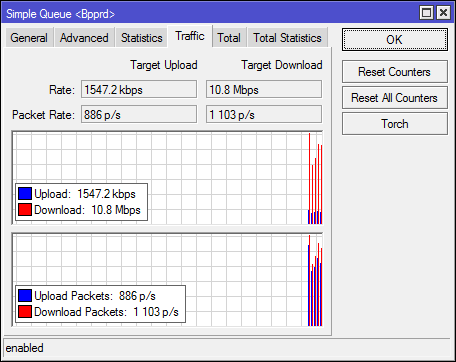 Simple Queue <Bpprd>
General Advanced Statistics Traffic Total Total Statistics
Target Upload Target Download
Rate: 1547.2 kbps 10.8 Mbps
Packet Rate: 886 p/s 1 103 p/s
Upload: 1547.2 kbps
Download: 10.8 Mbps
Upload Packets: 886 p/s
Download Packets: 1 103 p/s
OK
Reset Counters
Reset All Counters
Torch
enabled